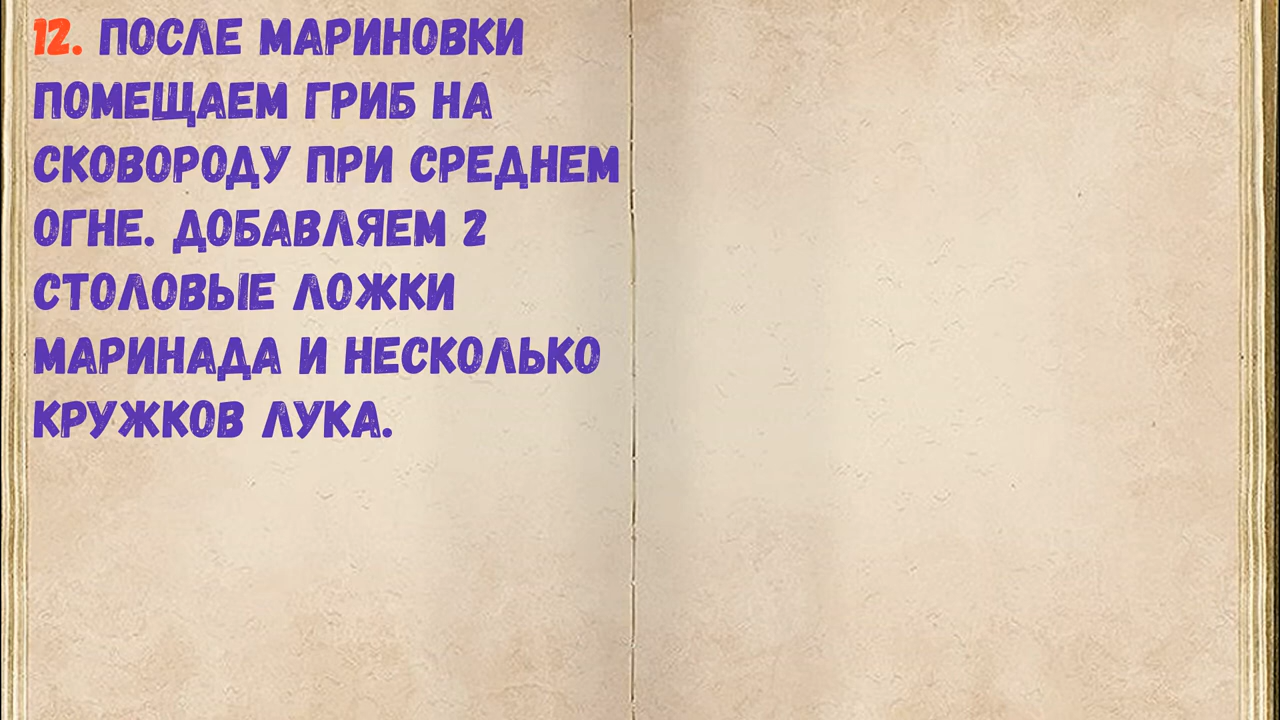 12. ПОСЛЕ МАРИНОВКИ
ПОМЕЩАЕМ ГРИБ НА
СКОВОРОДУ ПРИ СРЕДНЕМ
ОГНЕ. ДОБАВЛЯЕМ 2
СТОЛОВЫЕ ЛОЖКИ
МАРИНАДА И НЕСКОЛЬКО
КРУЖКОВ ЛУКА.